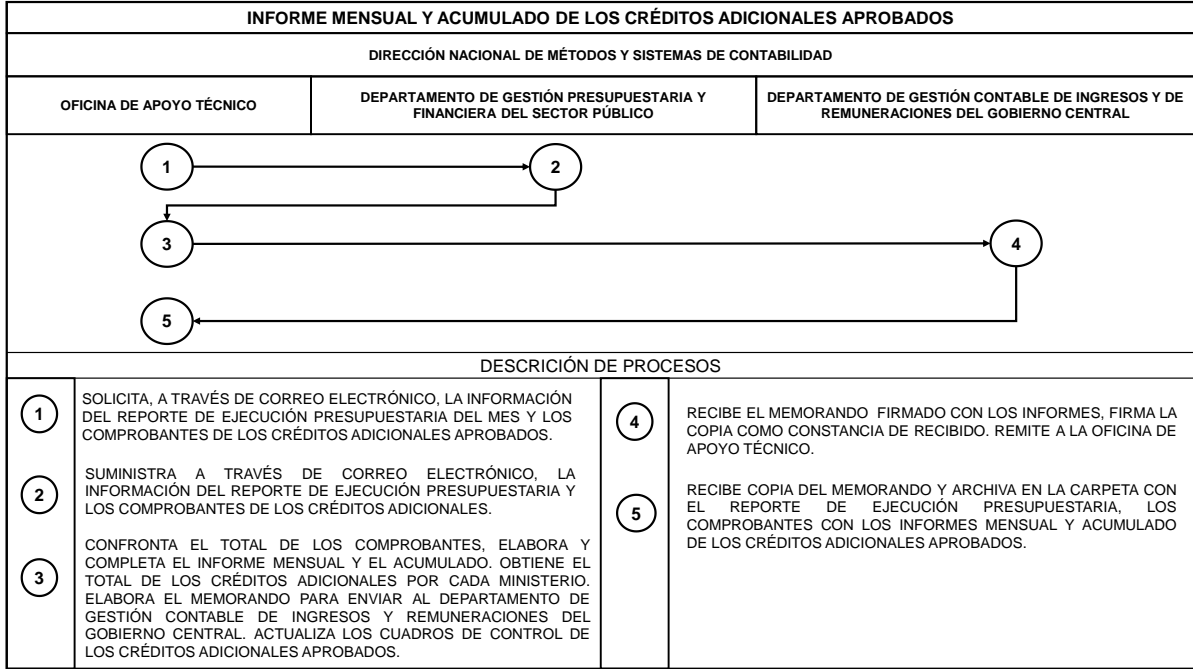 INFORME MENSUAL Y ACUMULADO DE LOS CRÉDITOS ADICIONALES APROBADOS
DIRECCIÓN NACIONAL DE MÉTODOS Y SISTEMAS DE CONTABILIDAD
OFICINA DE APOYO TÉCNICO
DEPARTAMENTO DE GESTIÓN PRESUPUESTARIA Y
FINANCIERA DEL SECTOR PÚBLICO
DEPARTAMENTO DE GESTIÓN CONTABLE DE INGRESOS Y DE
REMUNERACIONES DEL GOBIERNO CENTRAL
1
2
3
4
5
DESCRICIÓN DE PROCESOS
1
SOLICITA, A TRAVÉS DE CORREO ELECTRÓNICO, LA INFORMACIÓN
DEL REPORTE DE EJECUCIÓN PRESUPUESTARIA DEL MES Y LOS
COMPROBANTES DE LOS CRÉDITOS ADICIONALES APROBADOS.
2
SUMINISTRA A TRAVÉS DE CORREO ELECTRÓNICO, LA
INFORMACIÓN DEL REPORTE DE EJECUCIÓN PRESUPUESTARIA Y
LOS COMPROBANTES DE LOS CRÉDITOS ADICIONALES.
3
CONFRONTA EL TOTAL DE LOS COMPROBANTES, ELABORA Y
COMPLETA EL INFORME MENSUAL Y EL ACUMULADO. OBTIENE EL
TOTAL DE LOS CRÉDITOS ADICIONALES POR CADA MINISTERIO.
ELABORA EL MEMORANDO PARA ENVIAR AL DEPARTAMENTO DE
GESTIÓN CONTABLE DE INGRESOS Y REMUNERACIONES DEL
GOBIERNO CENTRAL. ACTUALIZA LOS CUADROS DE CONTROL DE
LOS CRÉDITOS ADICIONALES APROBADOS.
4
RECIBE EL MEMORANDO FIRMADO CON LOS INFORMES, FIRMA LA
COPIA COMO CONSTANCIA DE RECIBIDO. REMITE A LA OFICINA DE
APOYO TÉCNICO.
5
RECIBE COPIA DEL MEMORANDO Y ARCHIVA EN LA CARPETA CON
EL REPORTE DE EJECUCIÓN PRESUPUESTARIA, LOS
COMPROBANTES CON LOS INFORMES MENSUAL Y ACUMULADO
DE LOS CRÉDITOS ADICIONALES APROBADOS.